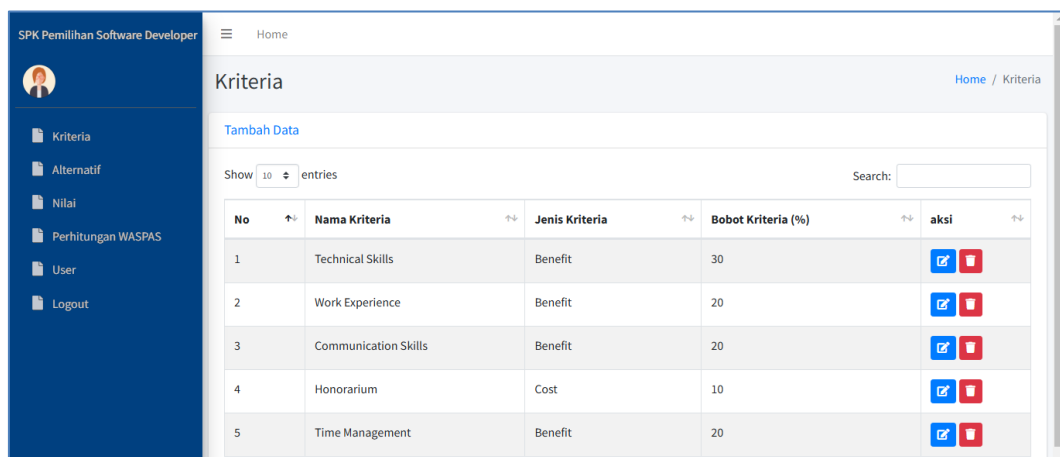 SPK Pemilihan Software Developer
Home
Kriteria
Home / Kriteria
Kriteria
Alternatif
Nilai
Perhitungan WASPAS
User
Logout
Tambah Data
Show 10 entries
Search:
No Nama Kriteria Jenis Kriteria Bobot Kriteria (%) aksi
1 Technical Skills Benefit 30
2 Work Experience Benefit 20
3 Communication Skills Benefit 20
4 Honorarium Cost 10
5 Time Management Benefit 20